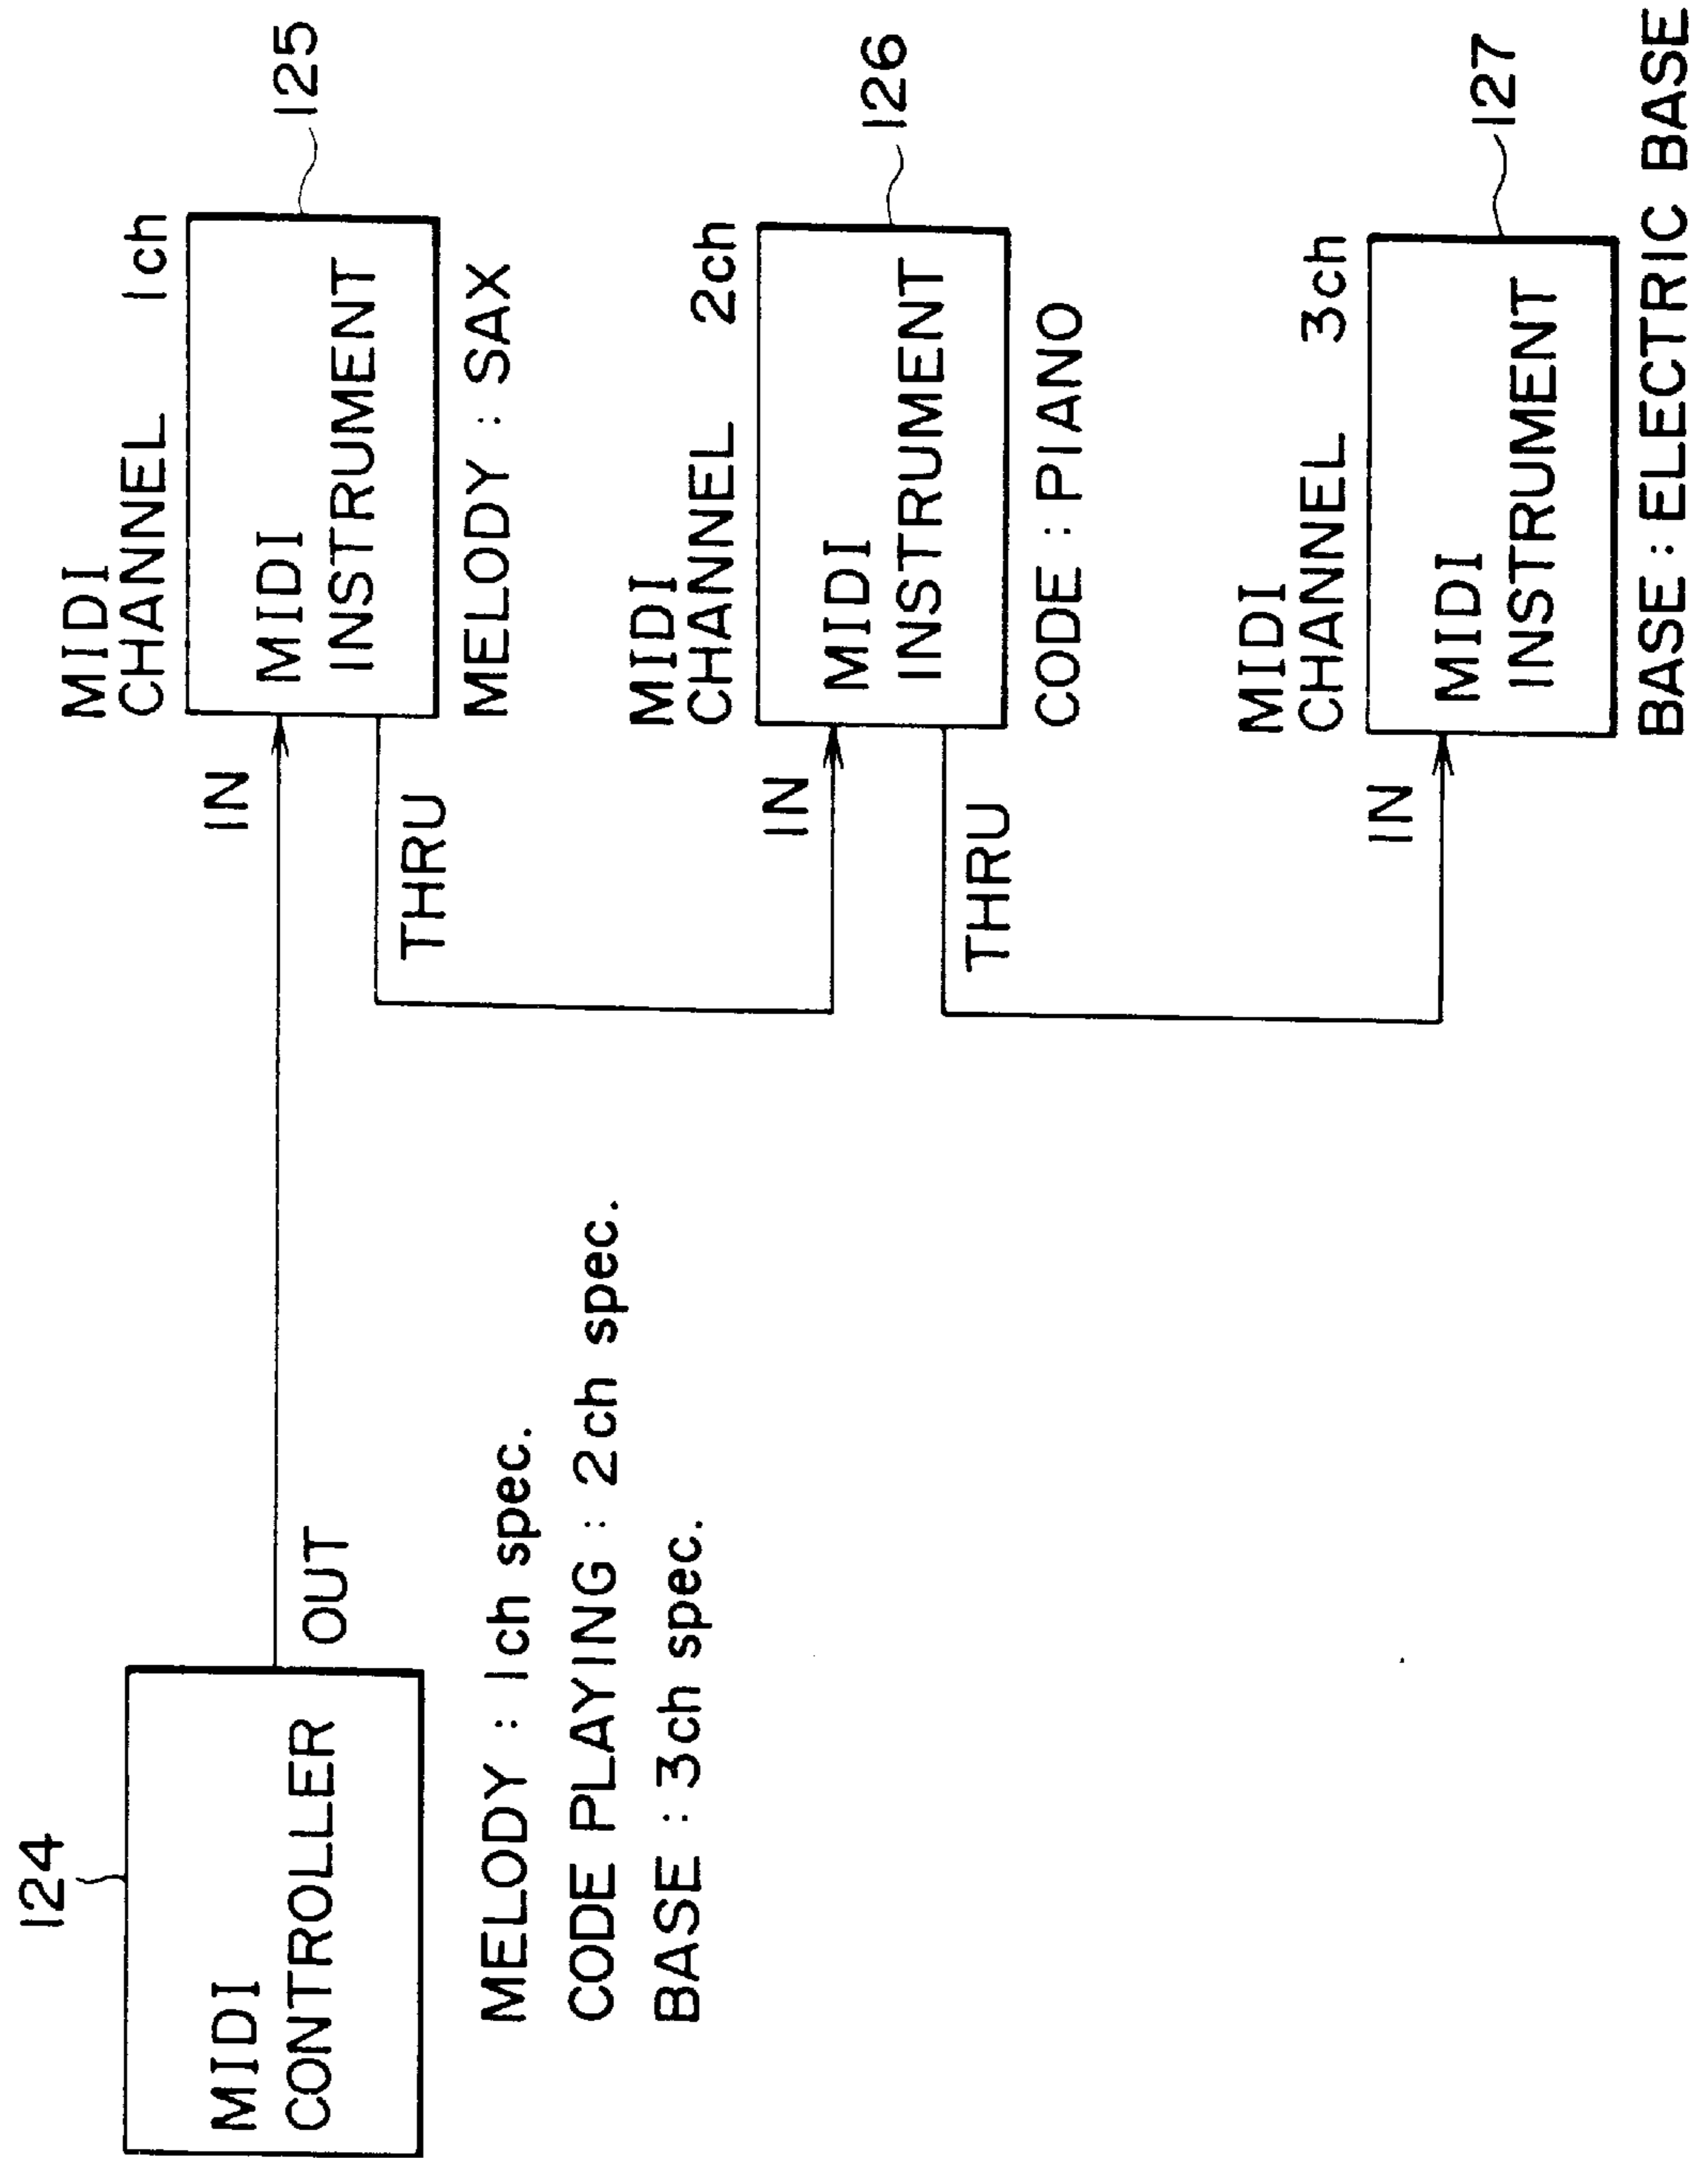 124
MIDI
CONTROLLER
OUT
MELODY : 1ch spec.
CODE PLAYING : 2ch spec.
BASE : 3ch spec.
MIDI
CHANNEL 1ch
IN
MIDI
INSTRUMENT
125
THRU
MELODY : SAX
MIDI
CHANNEL 2ch
IN
MIDI
INSTRUMENT
126
THRU
CODE : PIANO
MIDI
CHANNEL 3ch
IN
MIDI
INSTRUMENT
127
BASE : ELECTRIC BASE